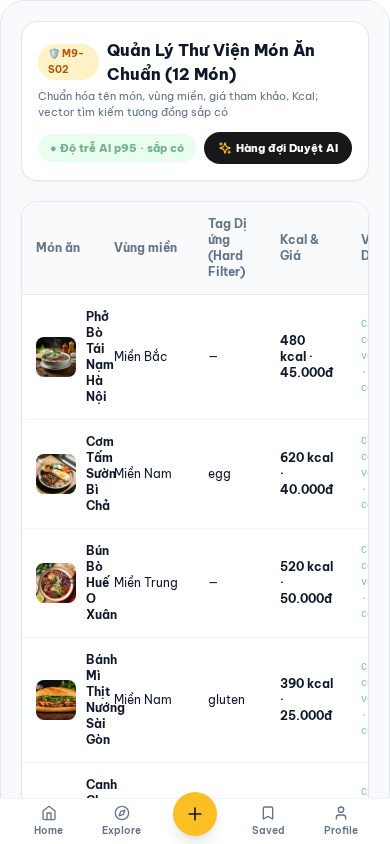 🛡️ M9-S02
Quản Lý Thư Viện Món Ăn
Chuẩn (12 Món)
Chuẩn hóa tên món, vùng miền, giá tham khảo, Kcal;
vector tìm kiếm tương đồng sắp có
● Độ trễ AI p95 · sắp có
✨ Hàng đợi Duyệt AI
Món ăn
Vùng miền
Tag Dị
ứng
(Hard
Filter)
Kcal &
Giá
Phở
Bò
Tái
Nạm
Hà
Nội
Miền Bắc
—
480
kcal ·
45.000đ
Cơm
Tấm
Sườn
Bì
Chả
Miền Nam
egg
620 kcal
·
40.000đ
Bún
Bò
Huế
O
Xuân
Miền Trung
—
520 kcal
·
50.000đ
Bánh
Mì
Thịt
Nướng
Sài
Gòn
Miền Nam
gluten
390 kcal
·
25.000đ
Canh
Home
Explore
Saved
Profile